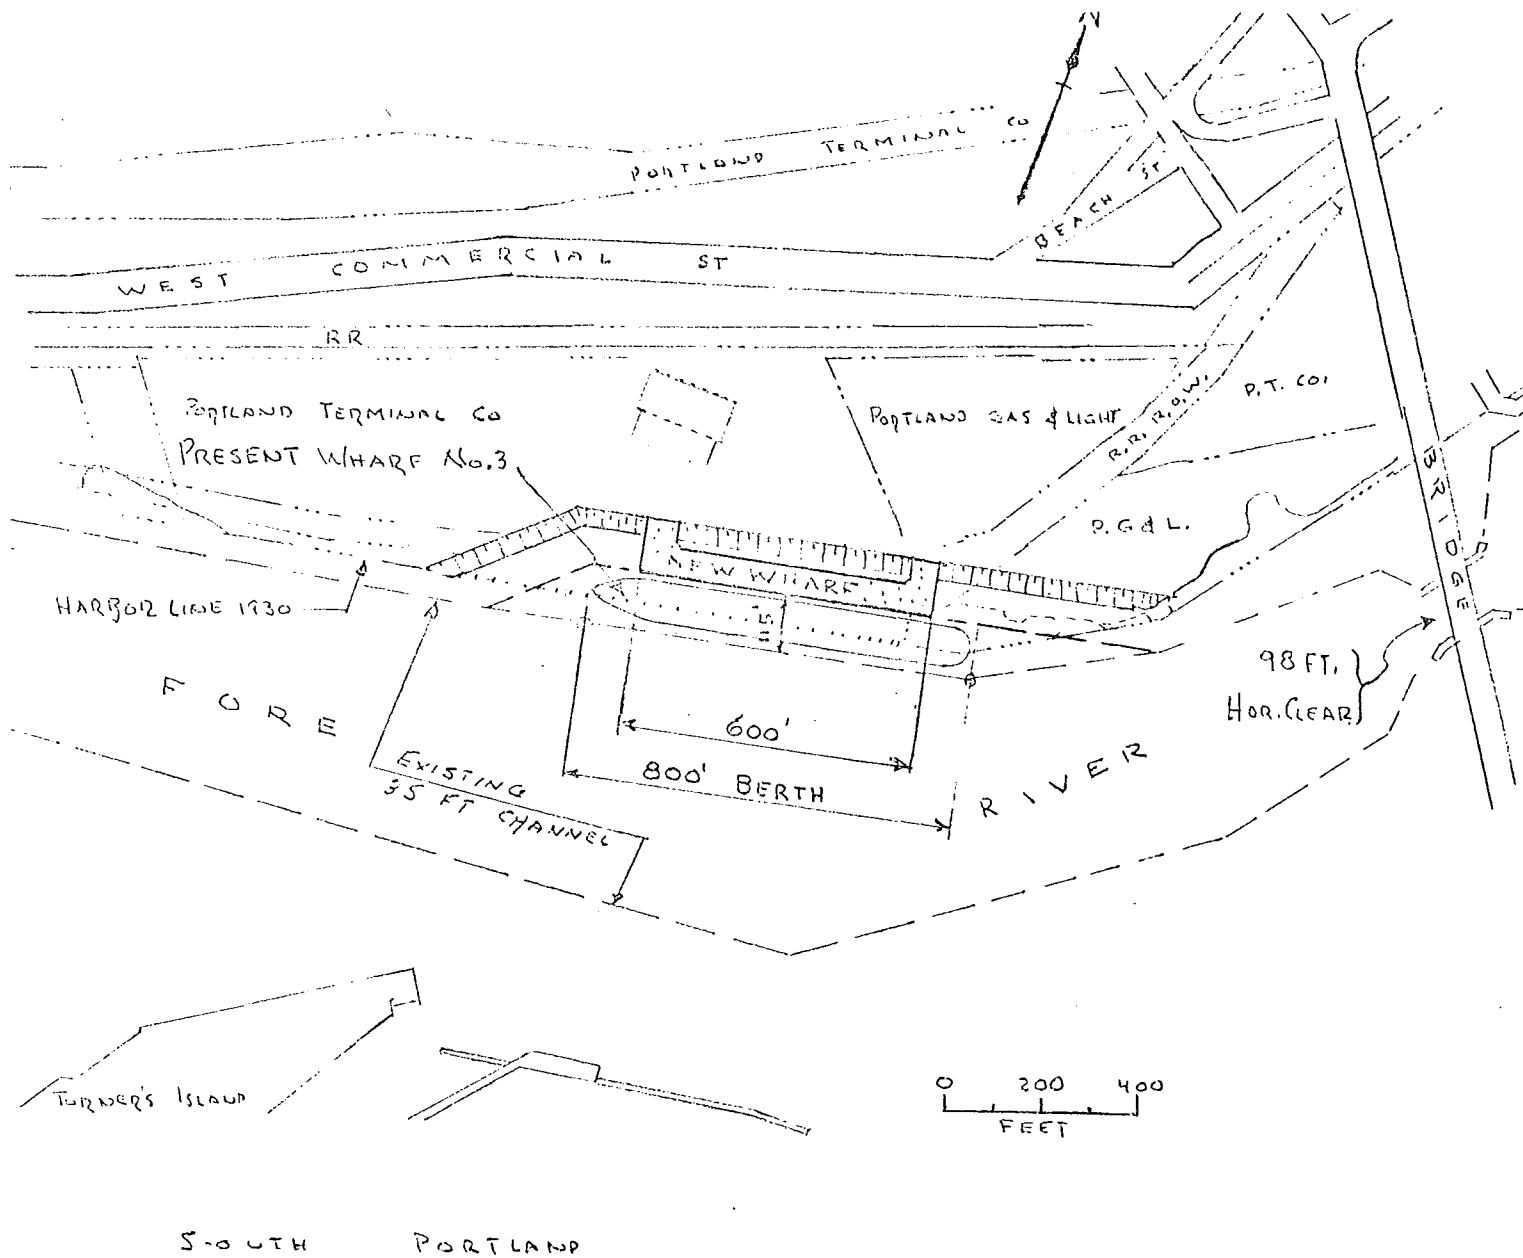 N
PORTLAND TERMINAL CO
BEACH ST
WEST COMMERCIAL ST
RR
PORTLAND TERMINAL CO
PRESENT WHARF No.3
PORTLAND GAS & LIGHT
R.R.R.O.W.
P.T. CO.
P.G & L.
BRIDGE
NEW WHARF
HARBOR LINE 1930
115'
98 FT.
HOR. CLEAR
FORE RIVER
600'
800' BERTH
EXISTING
35 FT CHANNEL
TURNER'S ISLAND
0 200 400
FEET
SOUTH PORTLAND